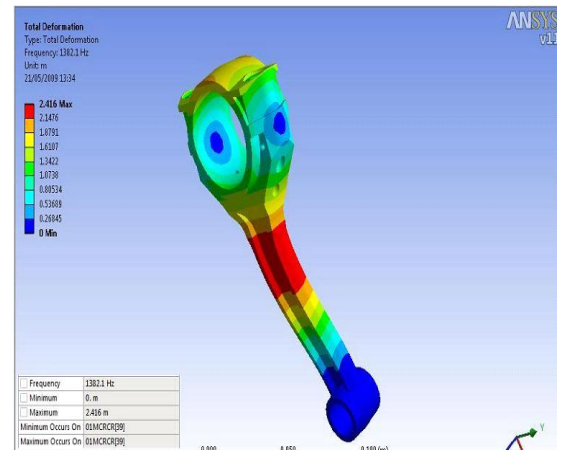 Total Deformation
Type: Total Deformation
Frequency: 1382.1 Hz
Unit: m
21/05/2009 13:34
ANSYS
v11
2.416 Max
2.1476
1.8791
1.6107
1.3422
1.0738
0.80534
0.53689
0.26845
0 Min
Frequency 1382.1 Hz
Minimum 0. m
Maximum 2.416 m
Minimum Occurs On 01MCRCR[39]
Maximum Occurs On 01MCRCR[39]
0.000 0.050 0.100 (m)
Y